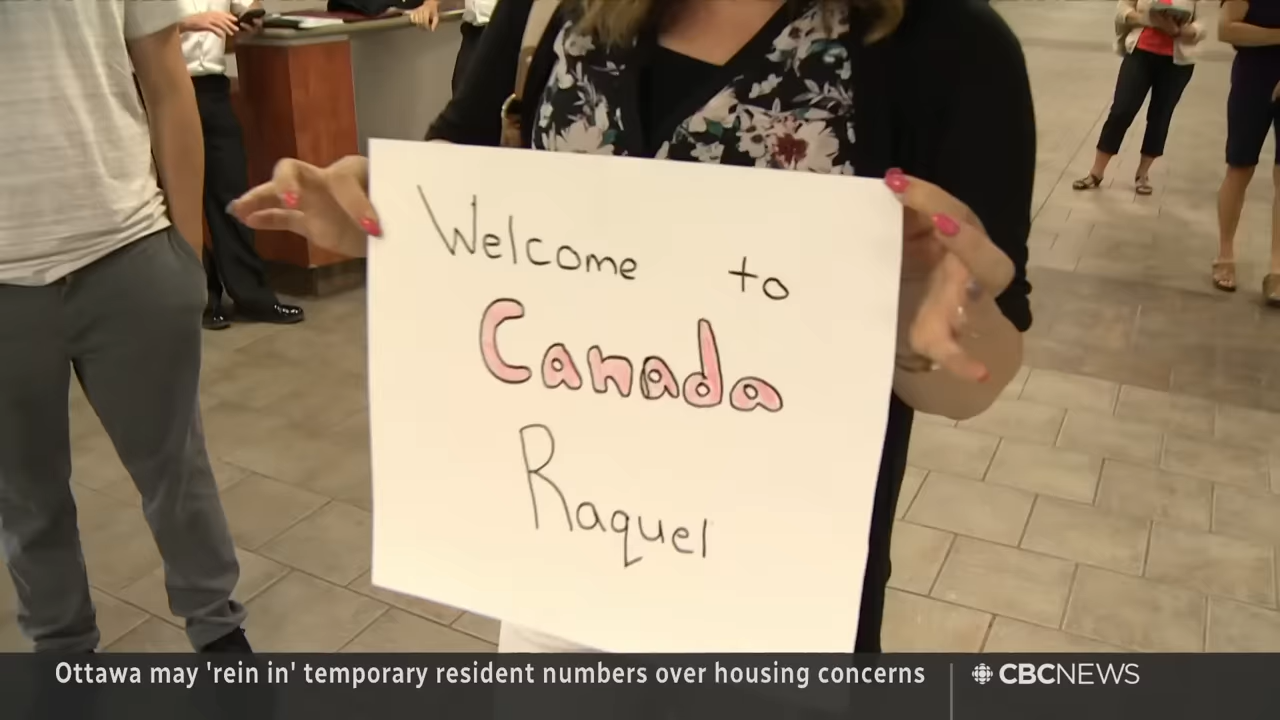 Welcome to
Canada
Raquel
Ottawa may 'rein in' temporary resident numbers over housing concerns
CBCNEWS